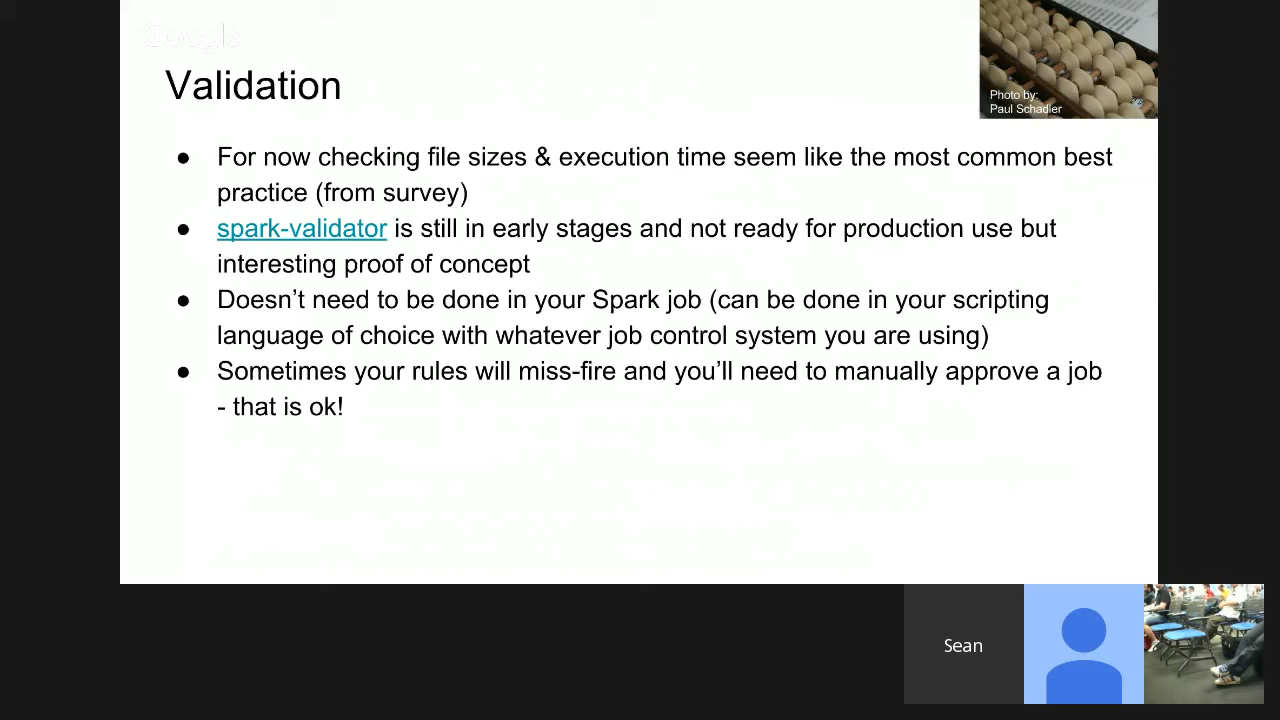 Google
Validation
Photo by:
Paul Schadler
● For now checking file sizes & execution time seem like the most common best
practice (from survey)
● spark-validator is still in early stages and not ready for production use but
interesting proof of concept
● Doesn’t need to be done in your Spark job (can be done in your scripting
language of choice with whatever job control system you are using)
● Sometimes your rules will miss-fire and you’ll need to manually approve a job
- that is ok!
Sean